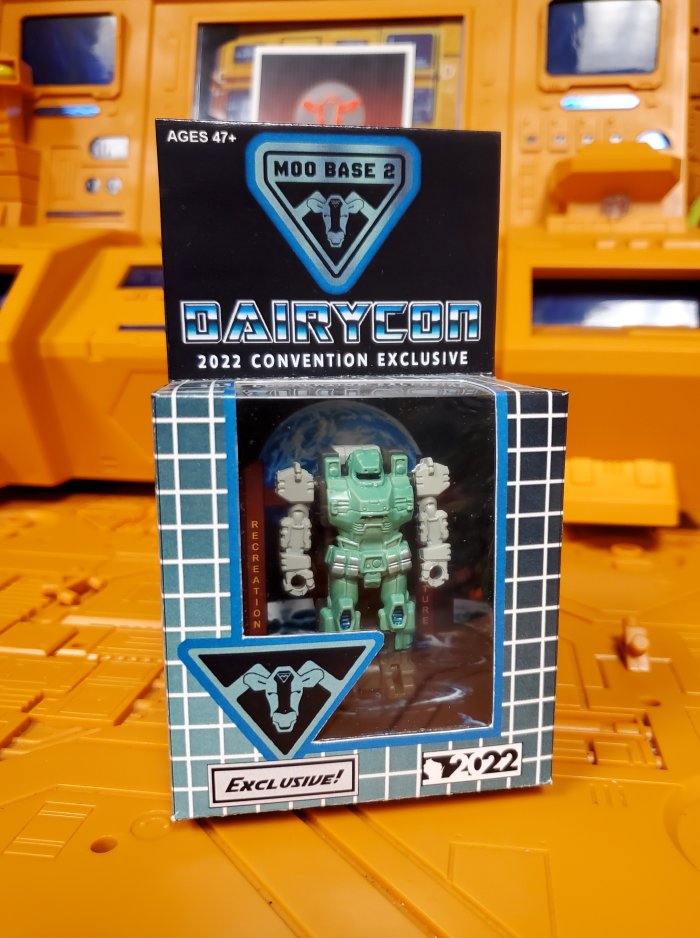 AGES 47+
MOO BASE 2
DAIRYCON
2022 CONVENTION EXCLUSIVE
RECREATION
EXCLUSIVE!
2022